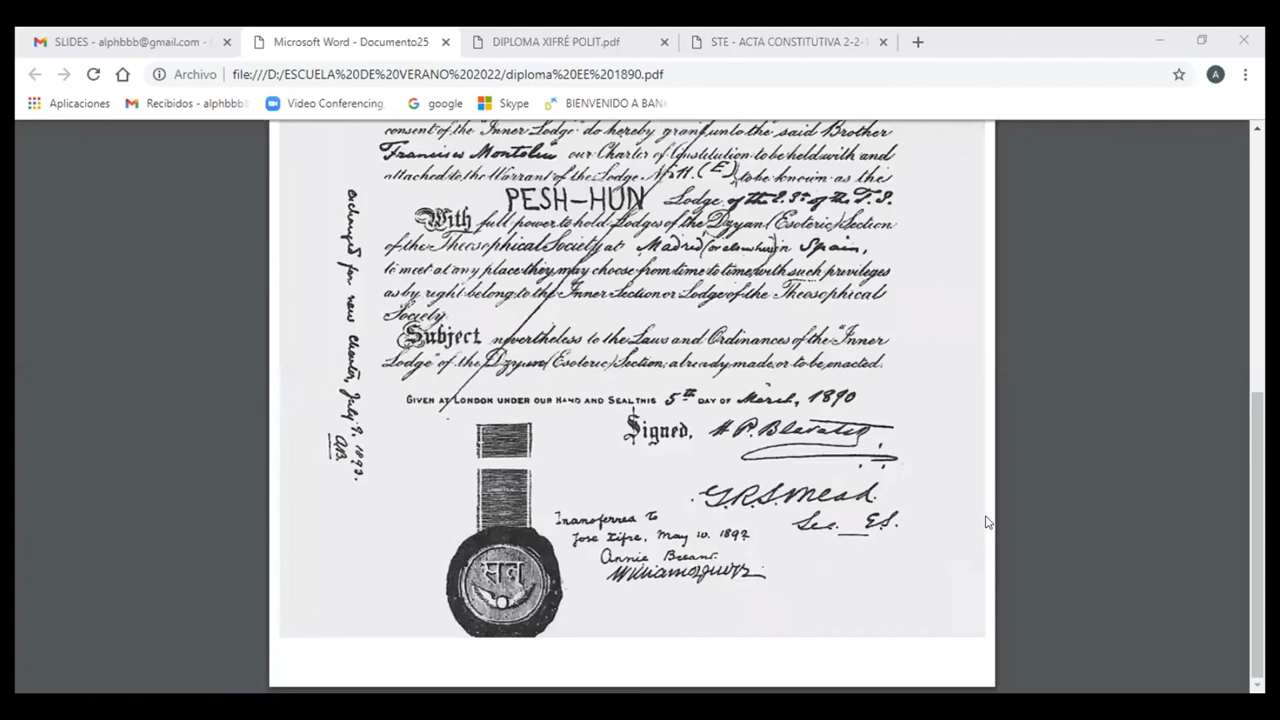 SLIDES - alphbbb@gmail.com -
Microsoft Word - Documento25
DIPLOMA XIFRÉ POLIT.pdf
STE - ACTA CONSTITUTIVA 2-2-1
Archivo
file:///D:/ESCUELA%20DE%20VERANO%202022/diploma%20EE%201890.pdf
A
Aplicaciones
Recibidos - alphbbb@
Video Conferencing
google
Skype
BIENVENIDO A BAN
consent of the "Inner Lodge" do hereby grant unto the said Brother
Francisco Montoliu our Charter of Constitution to be held with and
attached to the Warrant of the Lodge No 11. (E) to be known as the
PESH-HUN Lodge of the E.S. of the T.S.
With full power to hold Lodges of the Dzyan (Esoteric) Section
of the Theosophical Society at Madrid (or elsewhere) in Spain,
to meet at any place they may choose from time to time, with such privileges
as by right belong to the Inner Section or Lodge of the Theosophical
Society.
Subject nevertheless to the Laws and Ordinances of the "Inner
Lodge" of the Dzyan (Esoteric) Section, already made or to be enacted.
GIVEN AT LONDON UNDER OUR HAND AND SEAL THIS 5th DAY OF March, 1890
Signed, H P Blavatsky
G.R.S. Mead.
Sec. E.S.
Transferred to
Jose Xifre, May 10. 1892
Annie Besant.
William Q Judge
exchanged for new charter, July 9, 1893.
A.B.